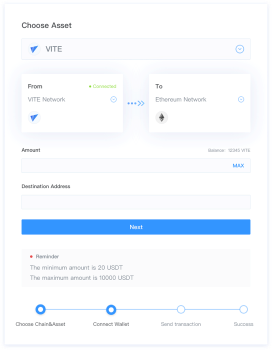 Choose Asset
VITE
From
Connected
To
VITE Network
Ethereum Network
Amount
Balance: 12345 VITE
MAX
Destination Address
Next
Reminder
The minimum amount is 20 USDT
The maximum amount is 10000 USDT
Choose Chain&Asset
Connect Wallet
Send transaction
Success